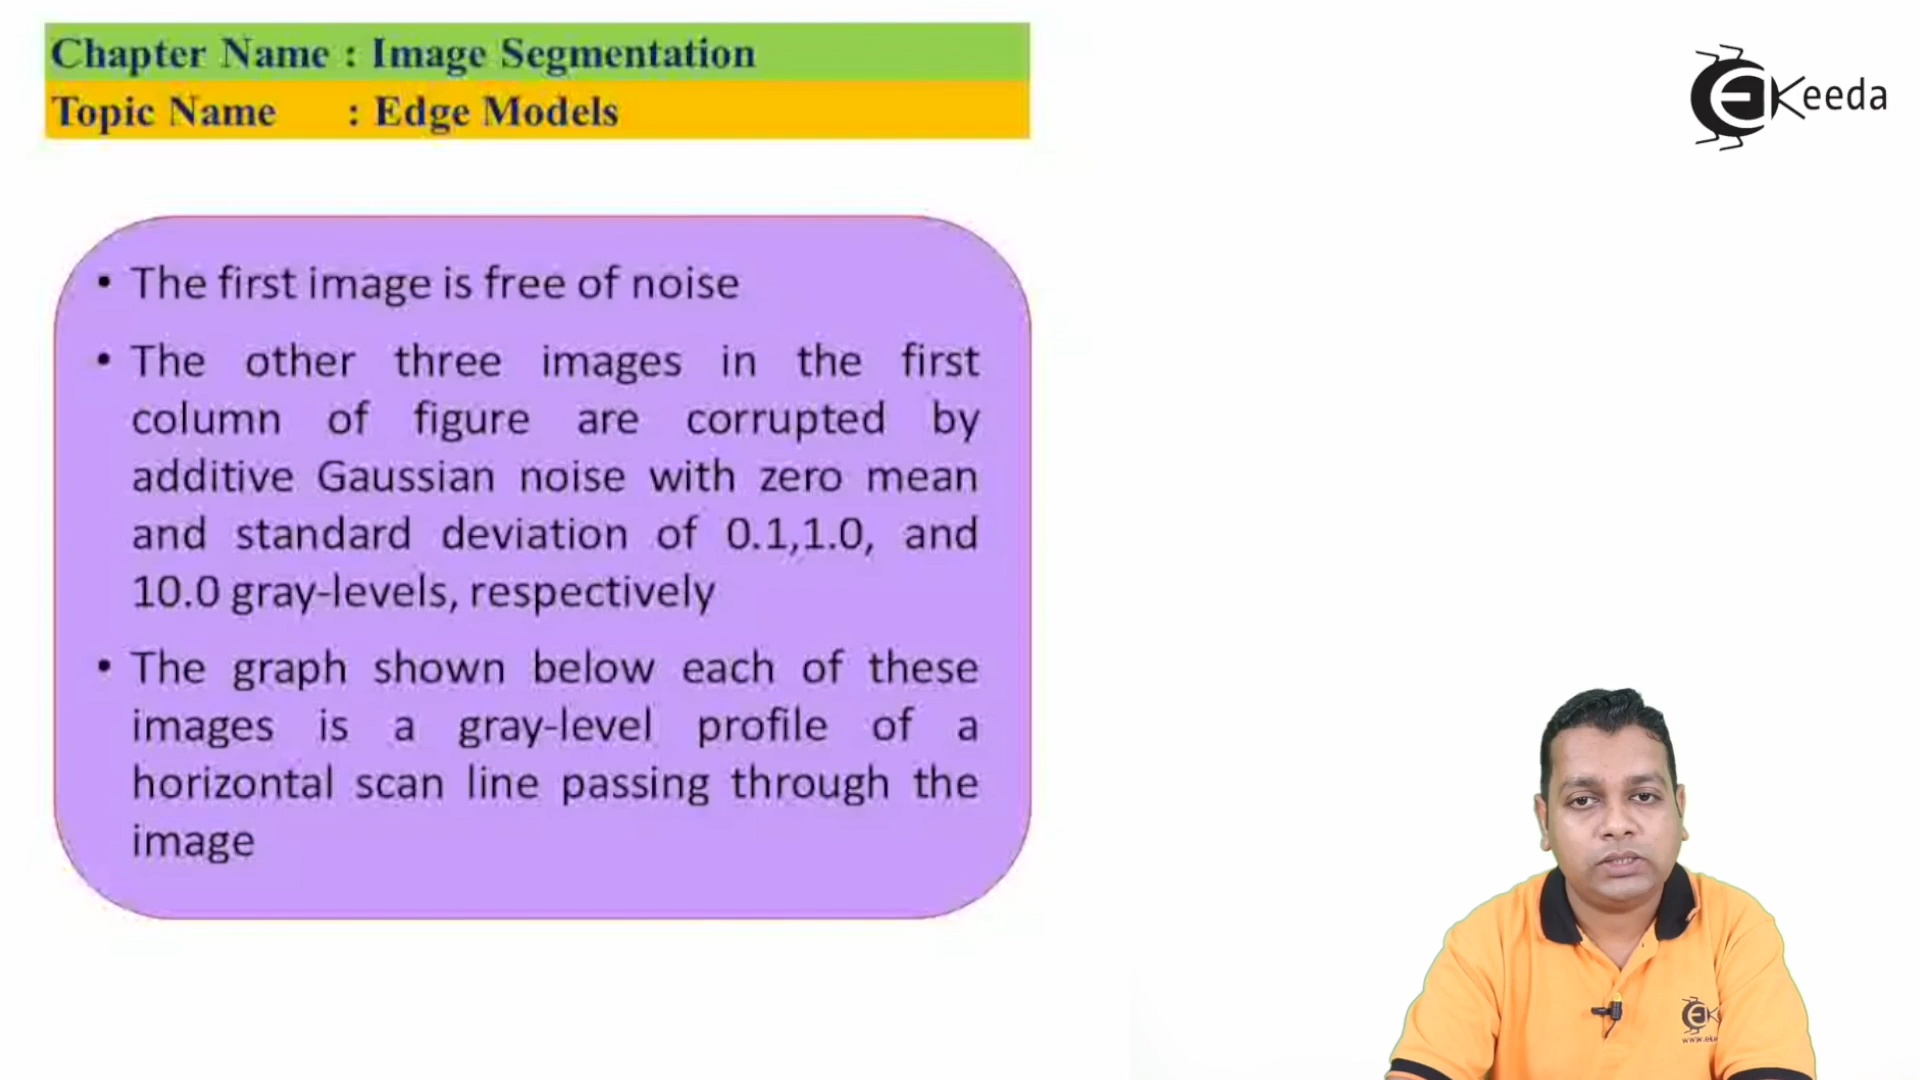 Chapter Name : Image Segmentation
Topic Name : Edge Models
EKeeda
• The first image is free of noise
• The other three images in the first
column of figure are corrupted by
additive Gaussian noise with zero mean
and standard deviation of 0.1,1.0, and
10.0 gray-levels, respectively
• The graph shown below each of these
images is a gray-level profile of a
horizontal scan line passing through the
image